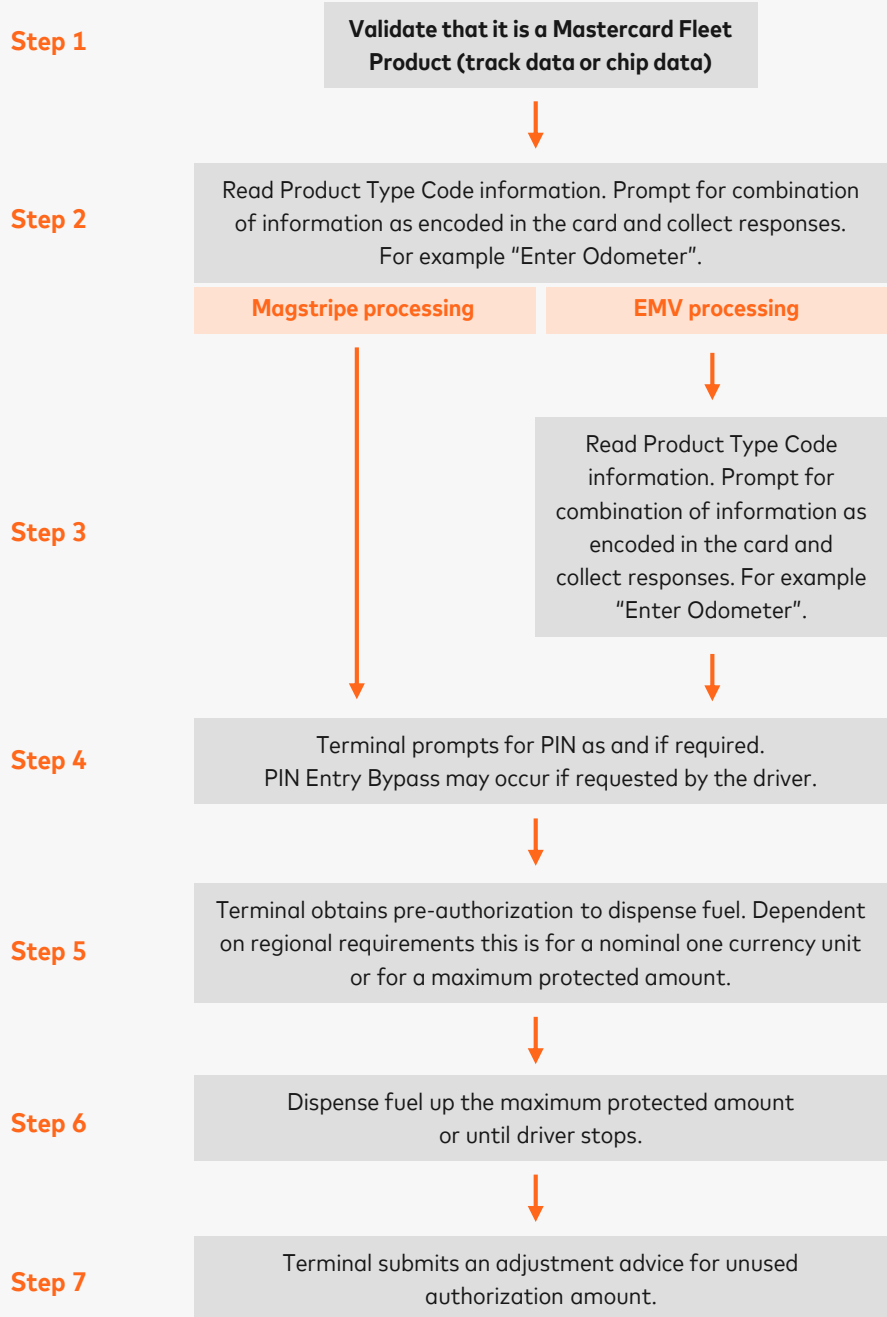 Step 1
Validate that it is a Mastercard Fleet
Product (track data or chip data)
Step 2
Read Product Type Code information. Prompt for combination
of information as encoded in the card and collect responses.
For example “Enter Odometer”.
Magstripe processing
EMV processing
Step 3
Read Product Type Code
information. Prompt for
combination of information as
encoded in the card and
collect responses. For example
“Enter Odometer”.
Step 4
Terminal prompts for PIN as and if required.
PIN Entry Bypass may occur if requested by the driver.
Step 5
Terminal obtains pre-authorization to dispense fuel. Dependent
on regional requirements this is for a nominal one currency unit
or for a maximum protected amount.
Step 6
Dispense fuel up the maximum protected amount
or until driver stops.
Step 7
Terminal submits an adjustment advice for unused
authorization amount.